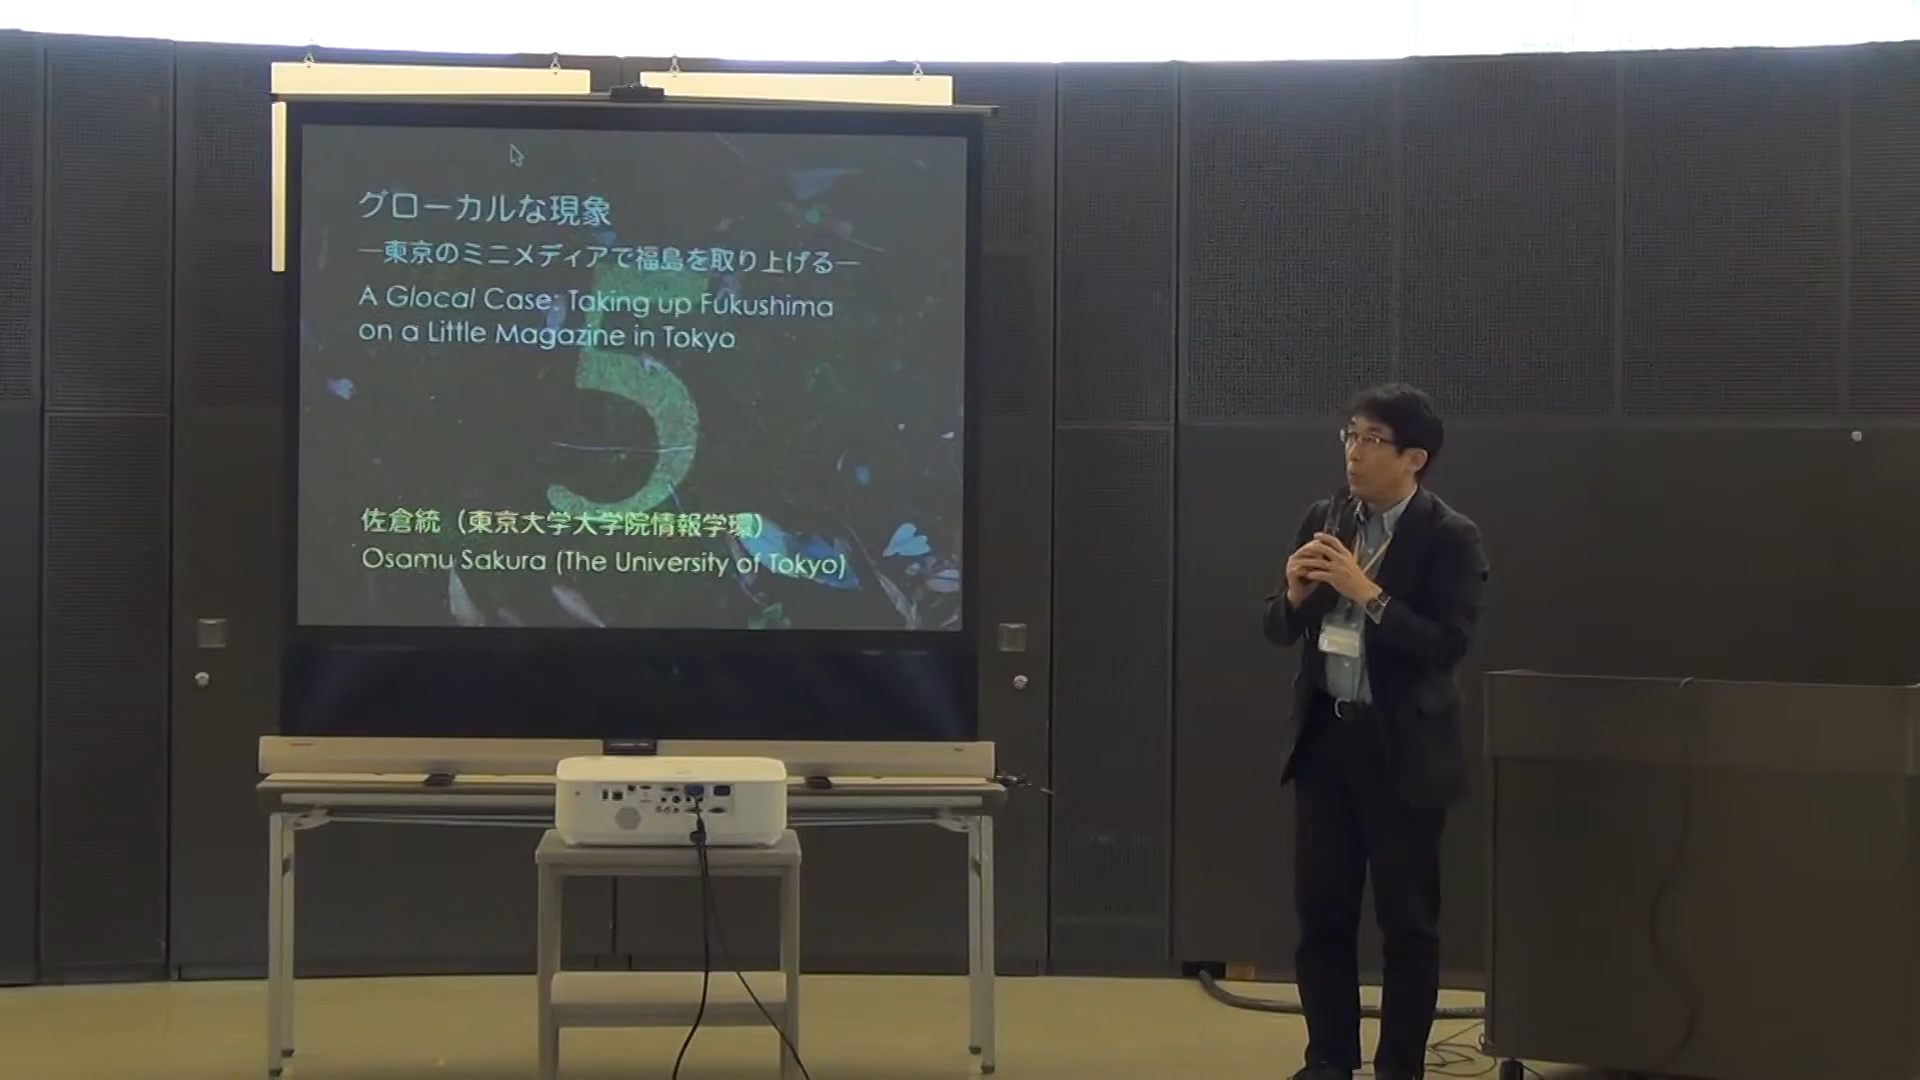 グローカルな現象
―東京のミニメディアで福島を取り上げる―
A Glocal Case: Taking up Fukushima
on a Little Magazine in Tokyo
5
佐倉統（東京大学大学院情報学環）
Osamu Sakura (The University of Tokyo)